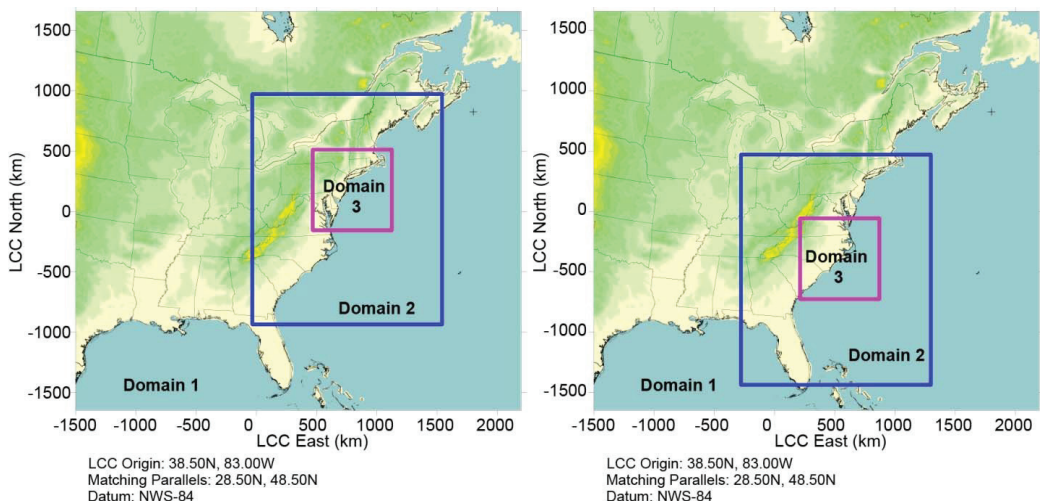 1500
1000
500
0
-500
-1000
-1500
LCC North (km)
Domain
3
Domain 2
Domain 1
-1500 -1000 -500 0 500 1000 1500 2000
LCC East (km)
LCC Origin: 38.50N, 83.00W
Matching Parallels: 28.50N, 48.50N
Datum: NWS-84
1500
1000
500
0
-500
-1000
-1500
LCC North (km)
Domain
3
Domain 2
Domain 1
-1500 -1000 -500 0 500 1000 1500 2000
LCC East (km)
LCC Origin: 38.50N, 83.00W
Matching Parallels: 28.50N, 48.50N
Datum: NWS-84